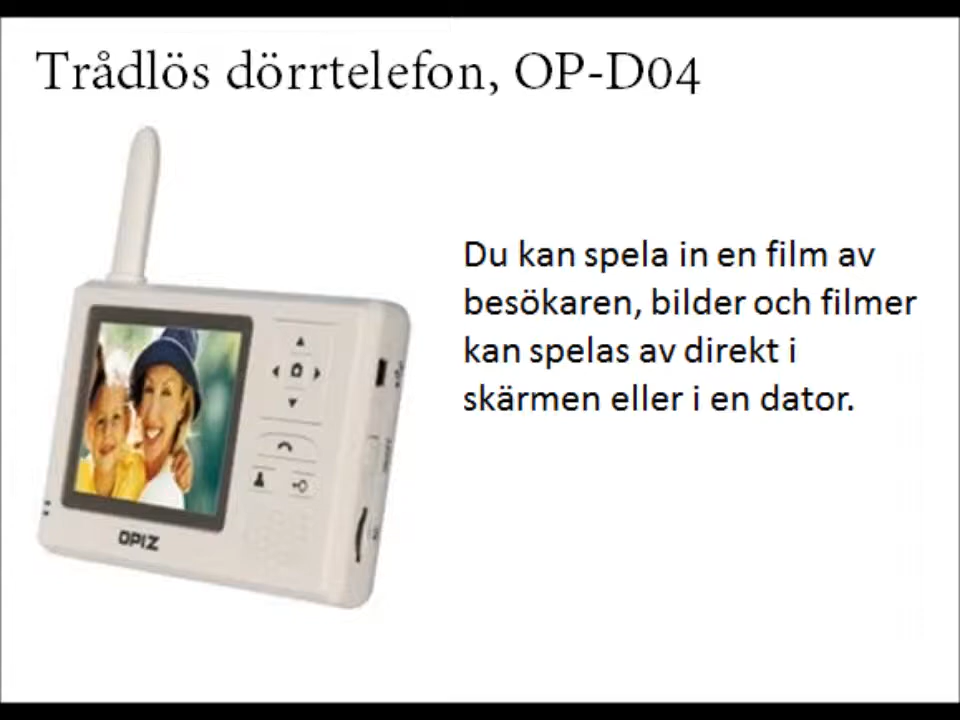 Trådlös dörrtelefon, OP-D04
Du kan spela in en film av
besökaren, bilder och filmer
kan spelas av direkt i
skärmen eller i en dator.
OPIZ